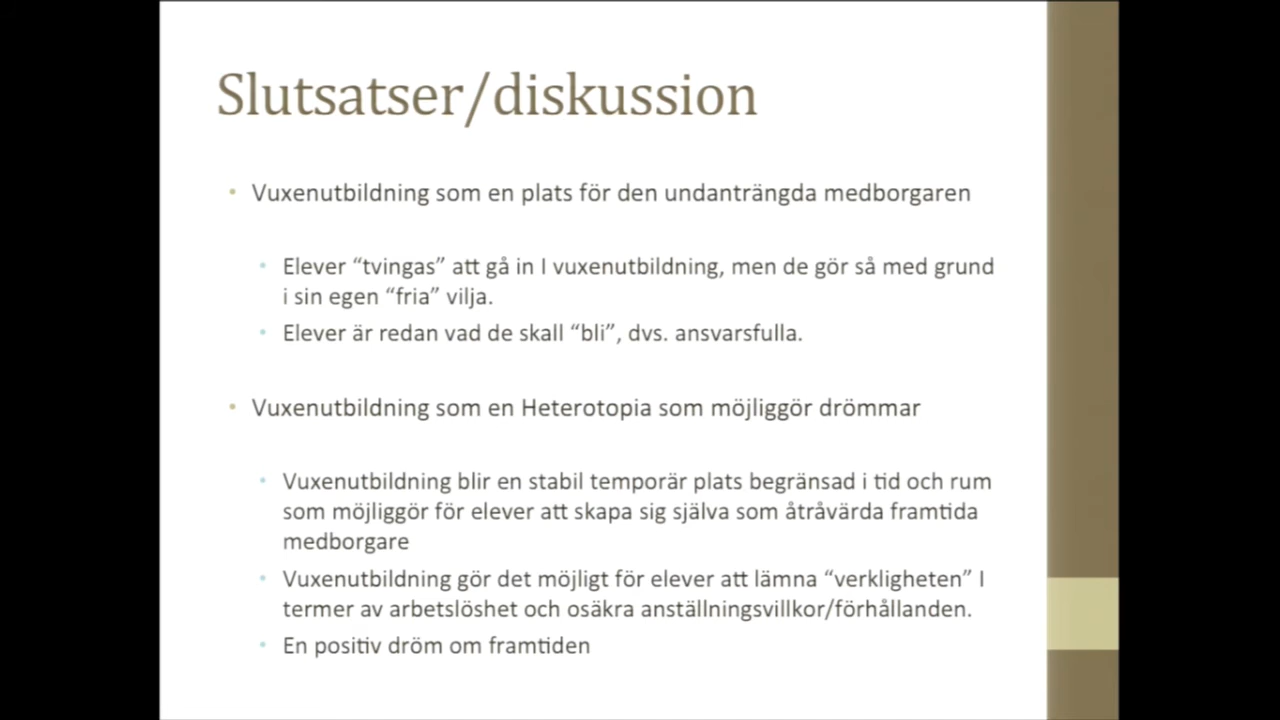 Slutsatser/diskussion
• Vuxenutbildning som en plats för den undanträngda medborgaren
• Elever “tvingas” att gå in I vuxenutbildning, men de gör så med grund
i sin egen “fria” vilja.
• Elever är redan vad de skall “bli”, dvs. ansvarsfulla.
• Vuxenutbildning som en Heterotopia som möjliggör drömmar
• Vuxenutbildning blir en stabil temporär plats begränsad i tid och rum
som möjliggör för elever att skapa sig själva som åtråvärda framtida
medborgare
• Vuxenutbildning gör det möjligt för elever att lämna “verkligheten” I
termer av arbetslöshet och osäkra anställningsvillkor/förhållanden.
• En positiv dröm om framtiden